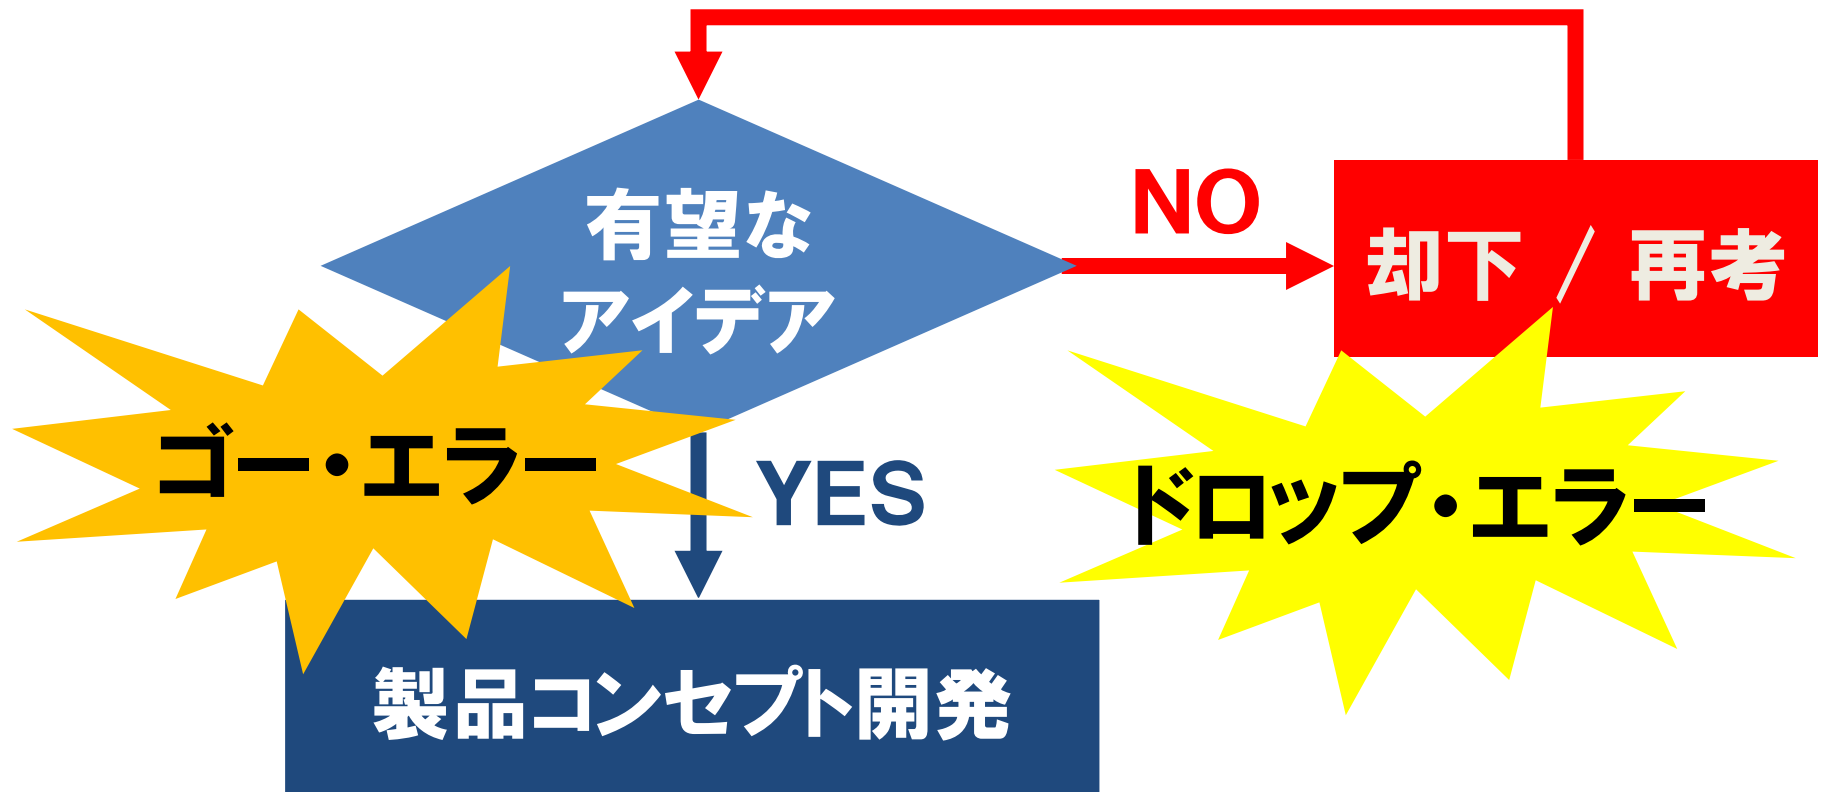 有望な
アイデア
NO
却下 / 再考
ゴー・エラー
YES
ドロップ・エラー
製品コンセプト開発